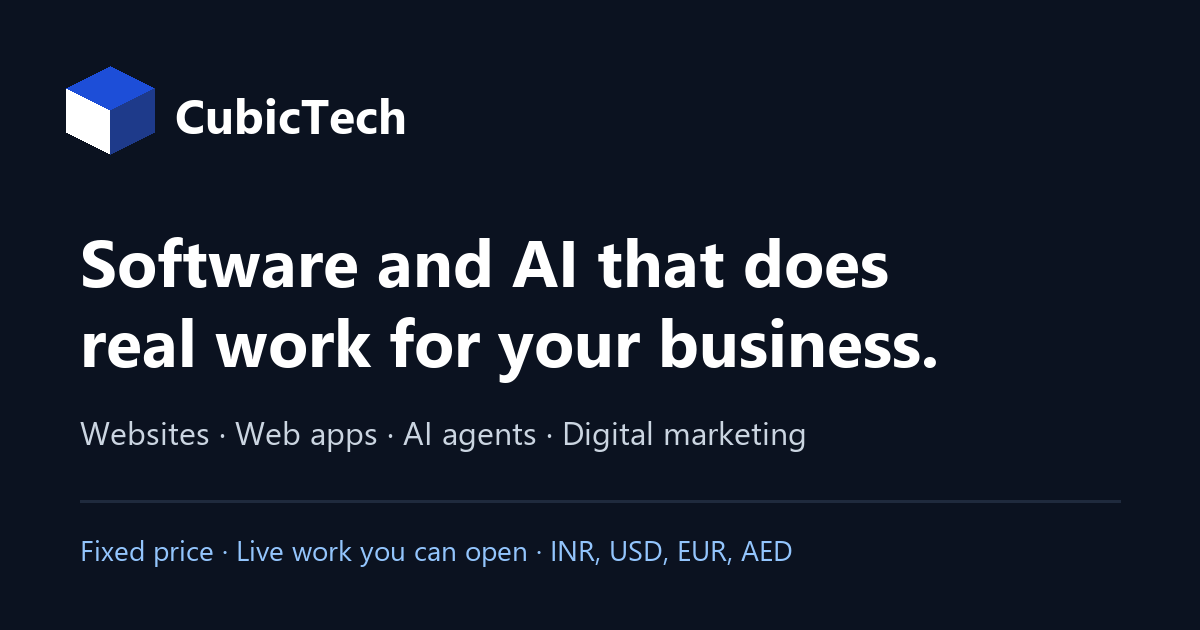 CubicTech
Software and AI that does
real work for your business.
Websites · Web apps · AI agents · Digital marketing
Fixed price · Live work you can open · INR, USD, EUR, AED